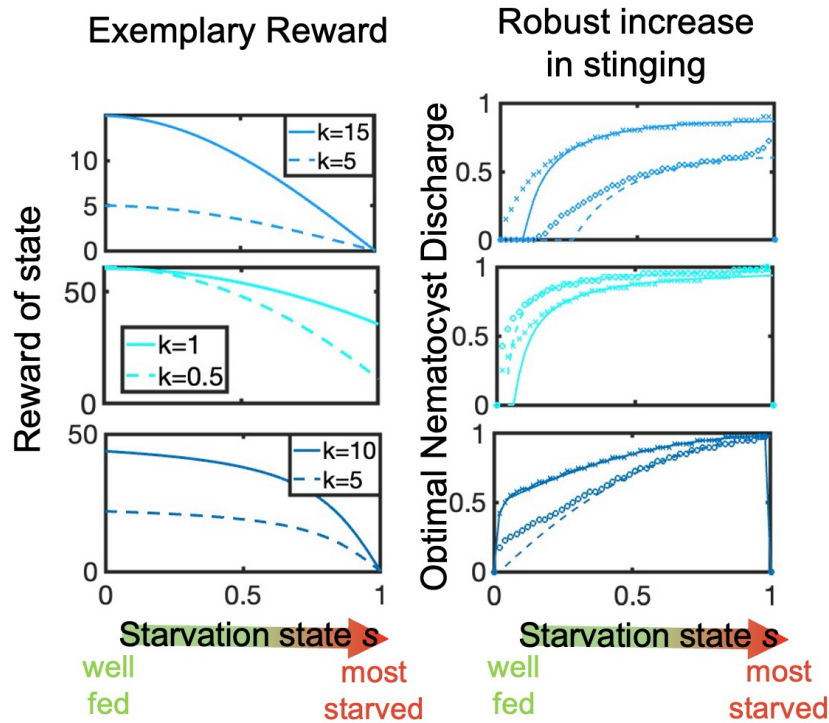 Exemplary Reward
Robust increase
in stinging
Reward of state
10
5
0
k=15
k=5
50
0
k=1
k=0.5
50
0
k=10
k=5
0
0.5
1
Starvation state s
well
fed
most
starved
Optimal Nematocyst Discharge
1
0.5
0
1
0.5
0
1
0.5
0
0
0.5
1
Starvation state s
well
fed
most
starved